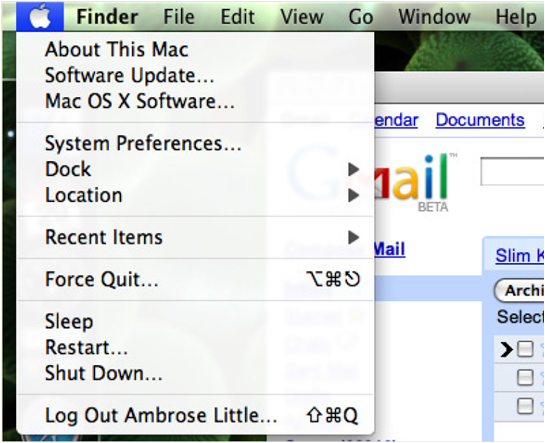 Finder File Edit View Go Window Help
About This Mac
Software Update...
Mac OS X Software...
System Preferences...
Dock
Location
Recent Items
Force Quit... ⌥⌘⎋
Sleep
Restart...
Shut Down...
Log Out Ambrose Little... ⇧⌘Q
endar Documents
Gmail™
BETA
Mail
Slim K
Archi
Select